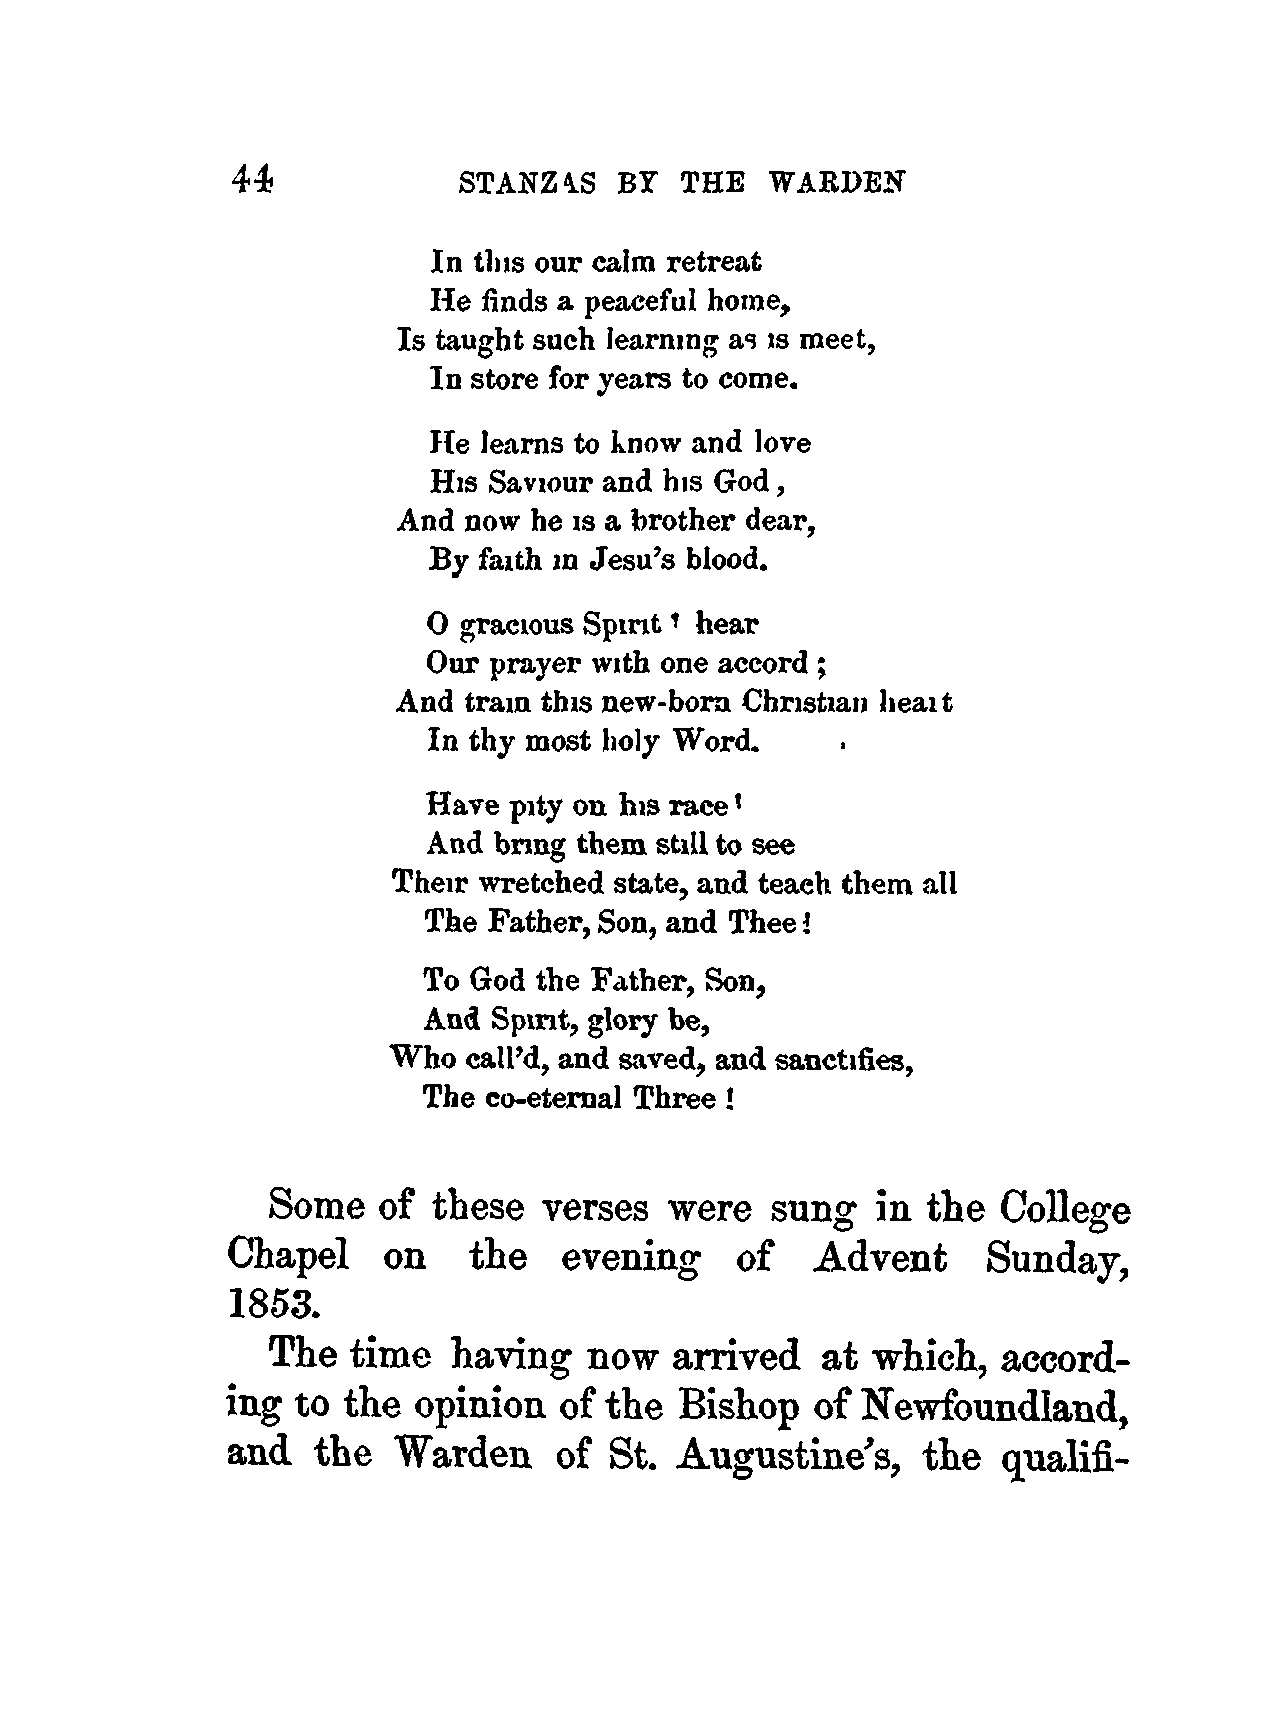 44 STANZAS BY THE WARDEN
In this our calm retreat
He finds a peaceful home,
Is taught such learning as is meet,
In store for years to come.
He learns to know and love
His Saviour and his God,
And now he is a brother dear,
By faith in Jesu's blood.
O gracious Spirit! hear
Our prayer with one accord;
And train this new-born Christian heart
In thy most holy Word.
Have pity on his race!
And bring them still to see
Their wretched state, and teach them all
The Father, Son, and Thee!
To God the Father, Son,
And Spirit, glory be,
Who call'd, and saved, and sanctifies,
The co-eternal Three!
Some of these verses were sung in the College
Chapel on the evening of Advent Sunday,
1853.
The time having now arrived at which, accord-
ing to the opinion of the Bishop of Newfoundland,
and the Warden of St. Augustine's, the qualifi-